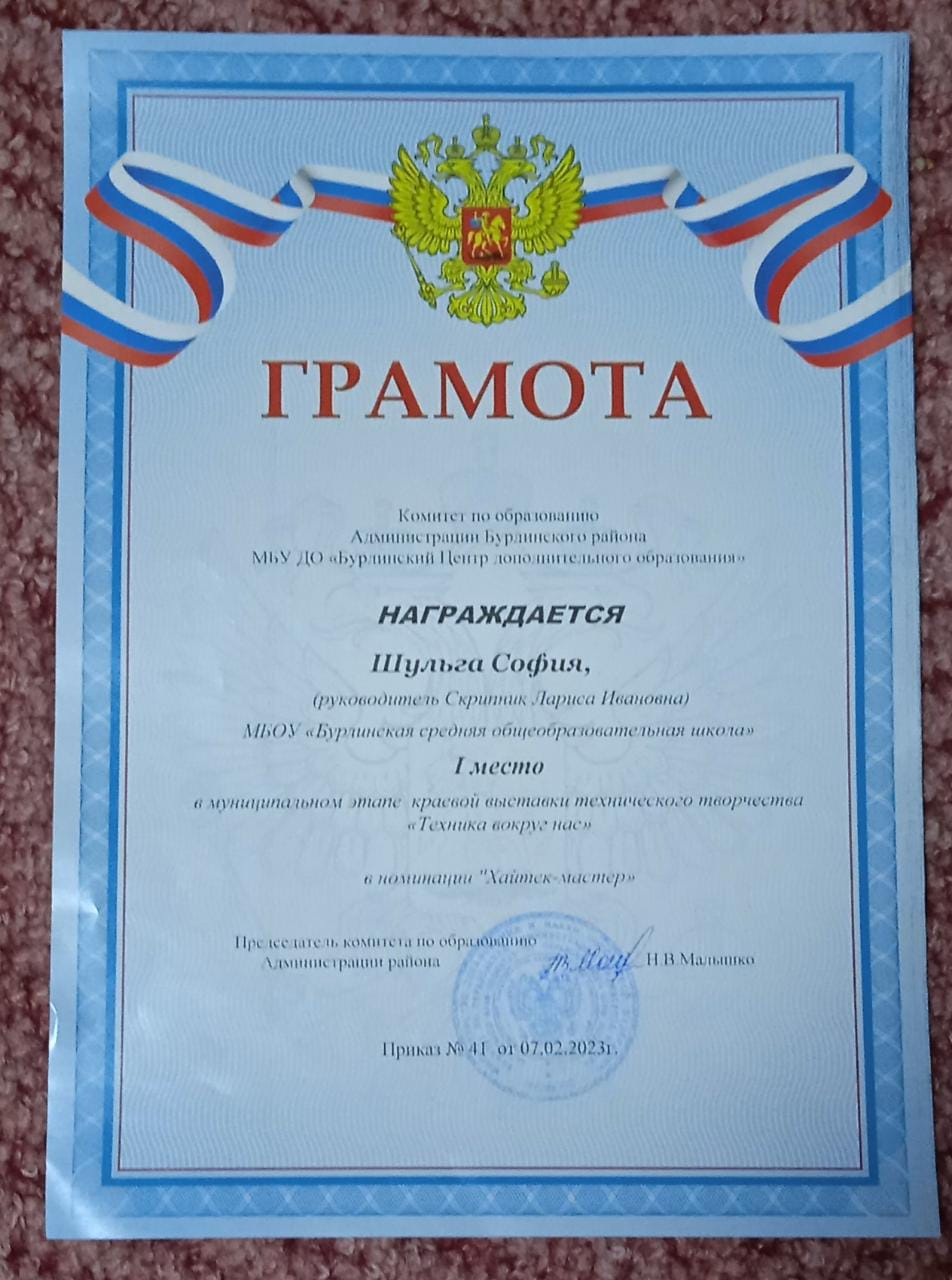 ГРАМОТА
Комитет по образованию
Администрации Бурлинского района
МБУ ДО «Бурлинский Центр дополнительного образования»
НАГРАЖДАЕТСЯ
Шульга София,
(руководитель Скрипник Лариса Ивановна)
МБОУ «Бурлинская средняя общеобразовательная школа»
I место
в муниципальном этапе краевой выставки технического творчества
«Техника вокруг нас»
в номинации "Хайтек-мастер»
Председатель комитета по образованию
Администрации района Н.В.Малышко
Приказ № 41 от 07.02.2023г.